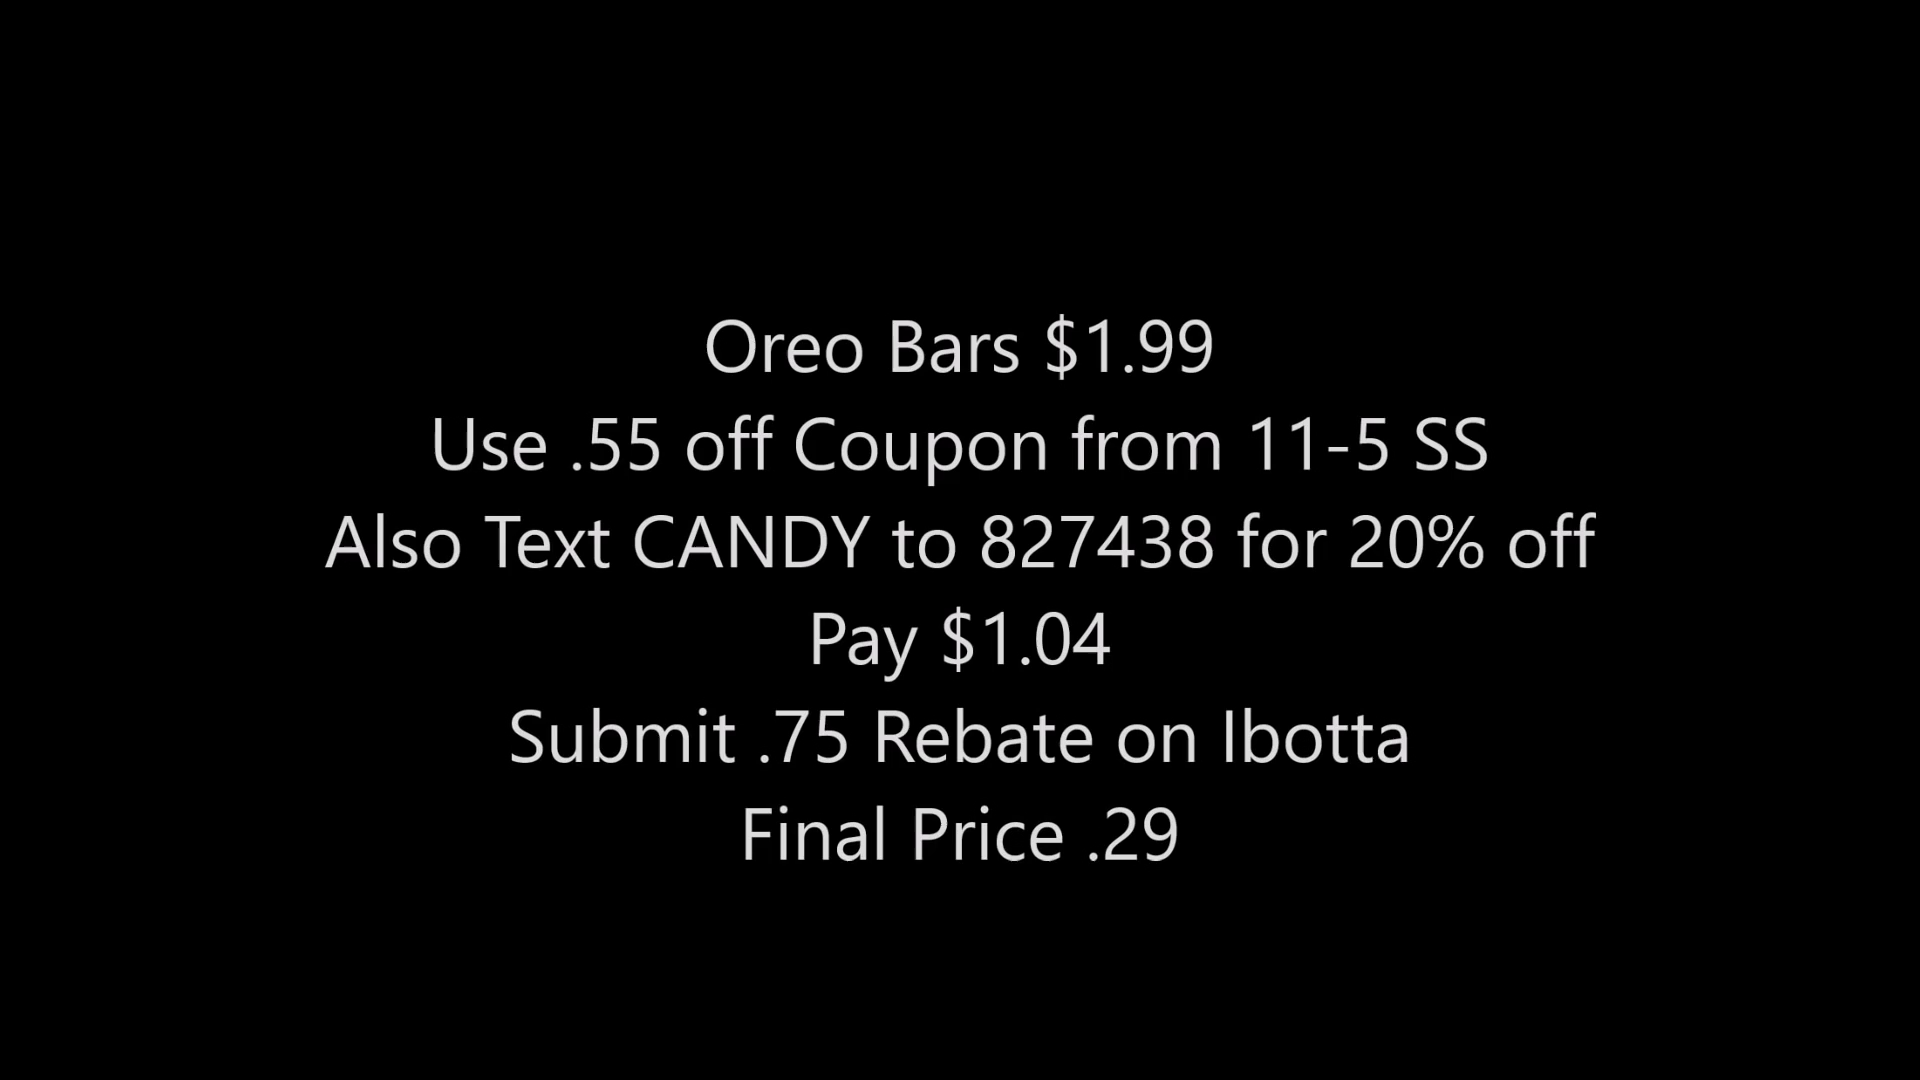 Oreo Bars $1.99
Use .55 off Coupon from 11-5 SS
Also Text CANDY to 827438 for 20% off
Pay $1.04
Submit .75 Rebate on Ibotta
Final Price .29